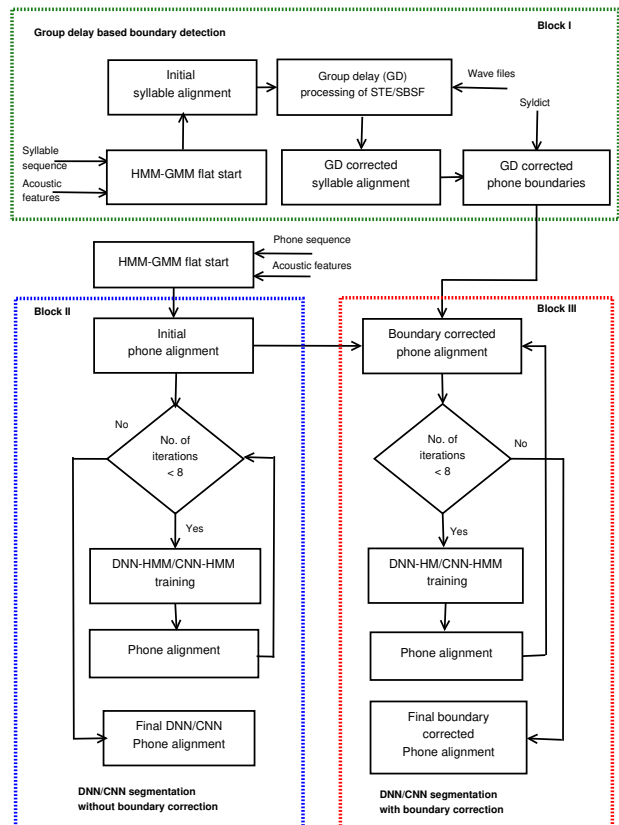 Block I
Group delay based boundary detection
Initial
syllable alignment
Group delay (GD)
processing of STE/SBSF
Wave files
Syldict
Syllable
sequence
Acoustic
features
HMM-GMM flat start
GD corrected
syllable alignment
GD corrected
phone boundaries
HMM-GMM flat start
Phone sequence
Acoustic features
Block II
Initial
phone alignment
No
No. of
iterations
< 8
Yes
DNN-HMM/CNN-HMM
training
Phone alignment
Final DNN/CNN
Phone alignment
DNN/CNN segmentation
without boundary correction
Block III
Boundary corrected
phone alignment
No. of
iterations
< 8
No
Yes
DNN-HM/CNN-HMM
training
Phone alignment
Final boundary
corrected
Phone alignment
DNN/CNN segmentation
with boundary correction